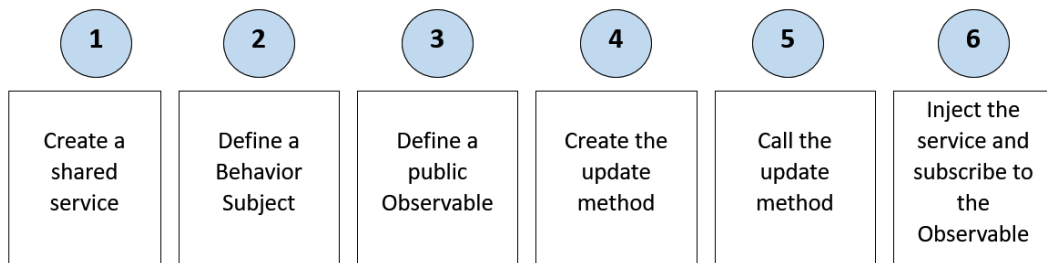 1
2
3
4
5
6
Create a
shared
service
Define a
Behavior
Subject
Define a
public
Observable
Create the
update
method
Call the
update
method
Inject the
service and
subscribe to
the
Observable